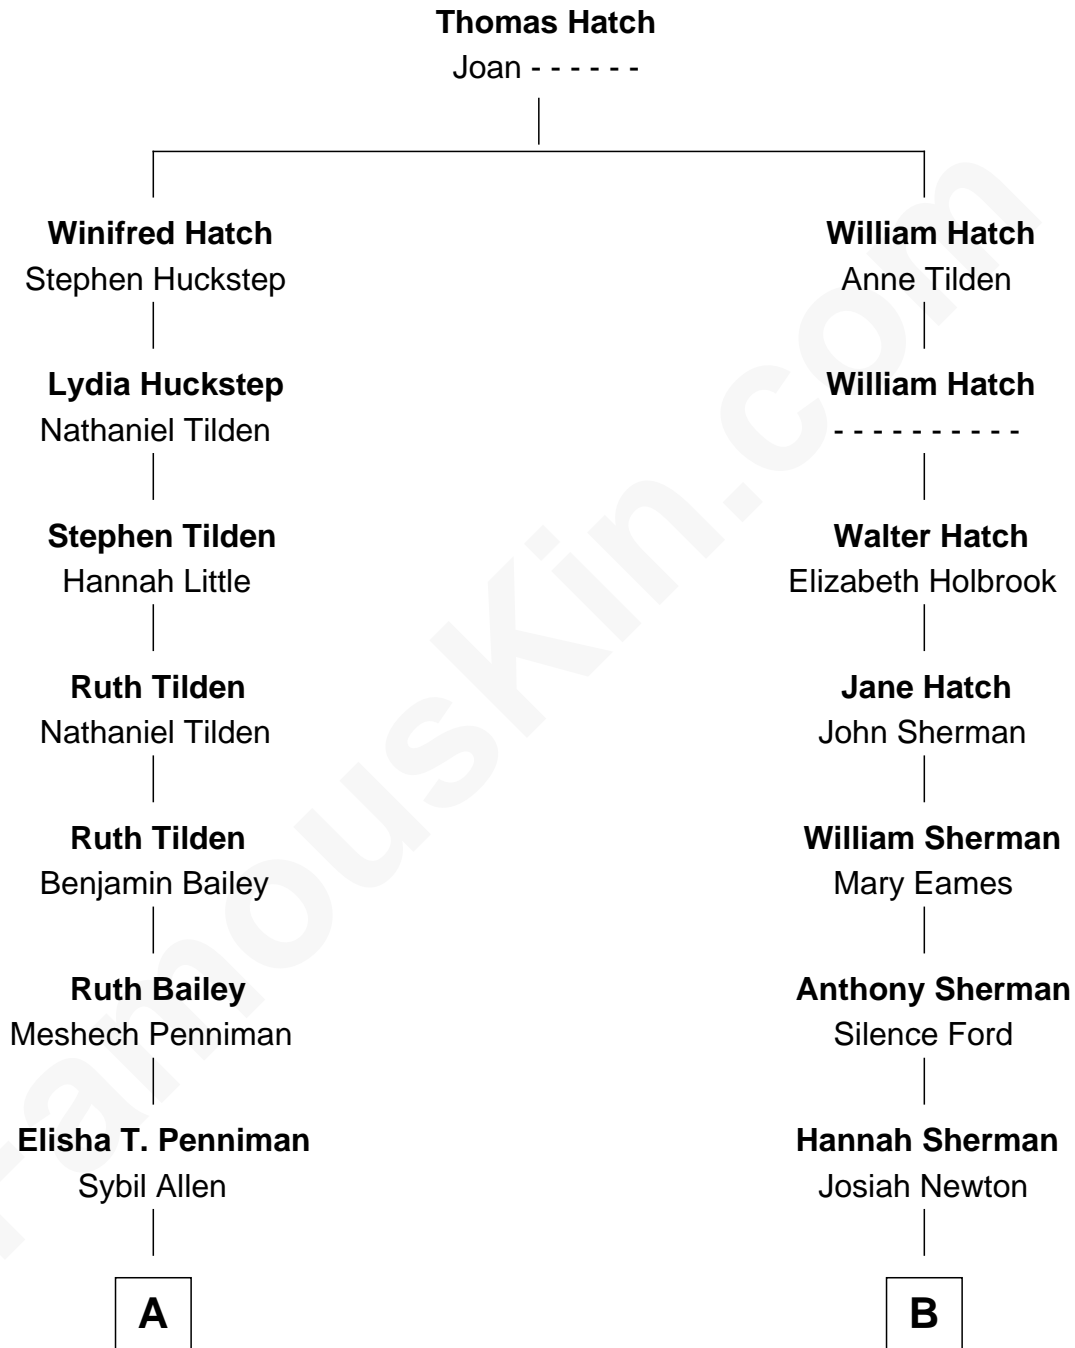 Thomas Hatch
Joan - - - - - -
Winifred Hatch
Stephen Huckstep
William Hatch
Anne Tilden
Lydia Huckstep
Nathaniel Tilden
William Hatch
- - - - - - - - - -
Stephen Tilden
Hannah Little
Walter Hatch
Elizabeth Holbrook
Ruth Tilden
Nathaniel Tilden
Jane Hatch
John Sherman
Ruth Tilden
Benjamin Bailey
William Sherman
Mary Eames
Ruth Bailey
Meshech Penniman
Anthony Sherman
Silence Ford
Elisha T. Penniman
Sybil Allen
Hannah Sherman
Josiah Newton
A
B
FamousKin.com